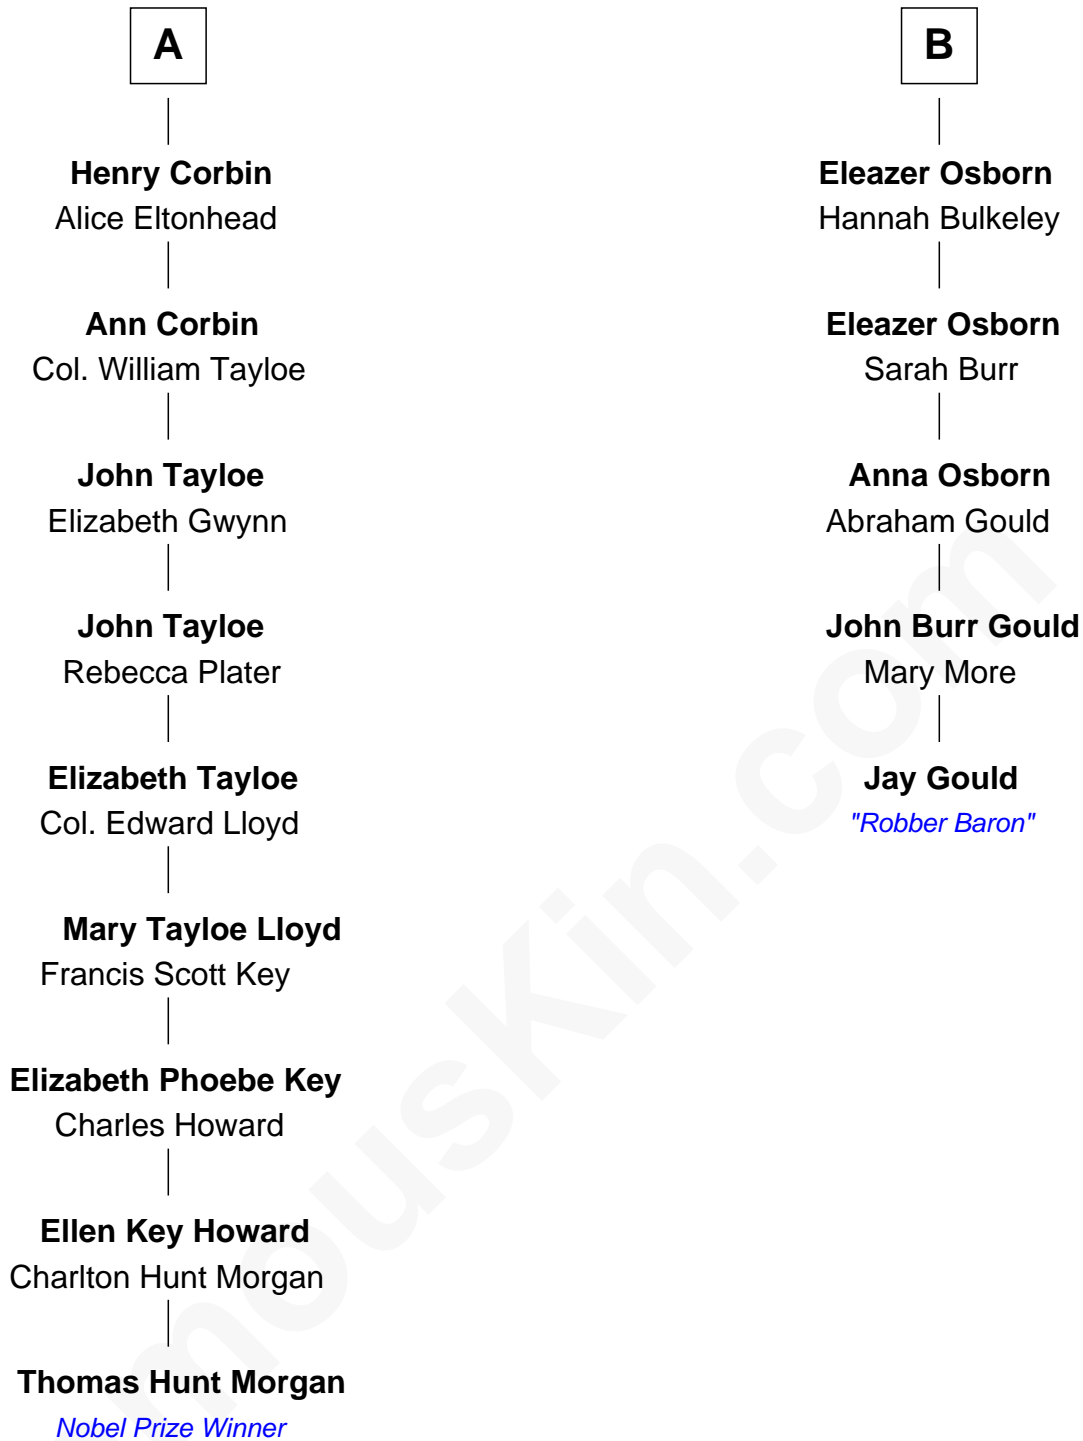 A
Henry Corbin
Alice Eltonhead
Ann Corbin
Col. William Tayloe
John Tayloe
Elizabeth Gwynn
John Tayloe
Rebecca Plater
Elizabeth Tayloe
Col. Edward Lloyd
Mary Tayloe Lloyd
Francis Scott Key
Elizabeth Phoebe Key
Charles Howard
Ellen Key Howard
Charlton Hunt Morgan
Thomas Hunt Morgan
Nobel Prize Winner
B
Eleazer Osborn
Hannah Bulkeley
Eleazer Osborn
Sarah Burr
Anna Osborn
Abraham Gould
John Burr Gould
Mary More
Jay Gould
"Robber Baron"
mousKin.com